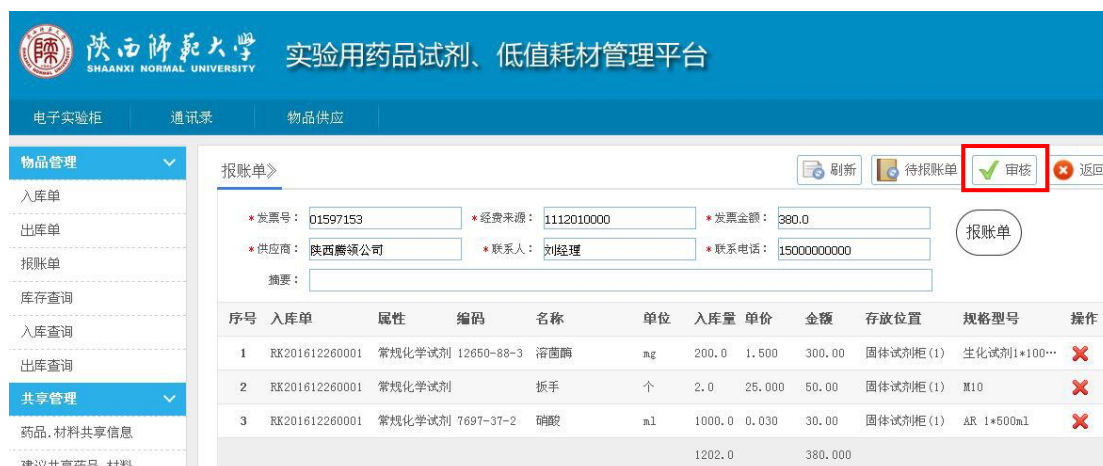 陕西师范大学 实验用药品试剂、低值耗材管理平台
SHAANXI NORMAL UNIVERSITY
电子实验柜 通讯录 物品供应
物品管理
入库单
出库单
报账单
库存查询
入库查询
出库查询
共享管理
药品.材料共享信息
建议共享药品.材料
报账单》 刷新 待报账单 审核 返回
*发票号： 01597153 *经费来源： 1112010000 *发票金额： 380.0
*供应商： 陕西腾领公司 *联系人： 刘经理 *联系电话： 15000000000
摘要：
报账单
序号 入库单 属性 编码 名称 单位 入库量 单价 金额 存放位置 规格型号 操作
1 RK201612260001 常规化学试剂 12650-88-3 溶菌酶 mg 200.0 1.500 300.00 固体试剂柜(1) 生化试剂1*100…
2 RK201612260001 常规化学试剂 扳手 个 2.0 25.000 50.00 固体试剂柜(1) M10
3 RK201612260001 常规化学试剂 7697-37-2 硝酸 ml 1000.0 0.030 30.00 固体试剂柜(1) AR 1*500ml
1202.0 380.000